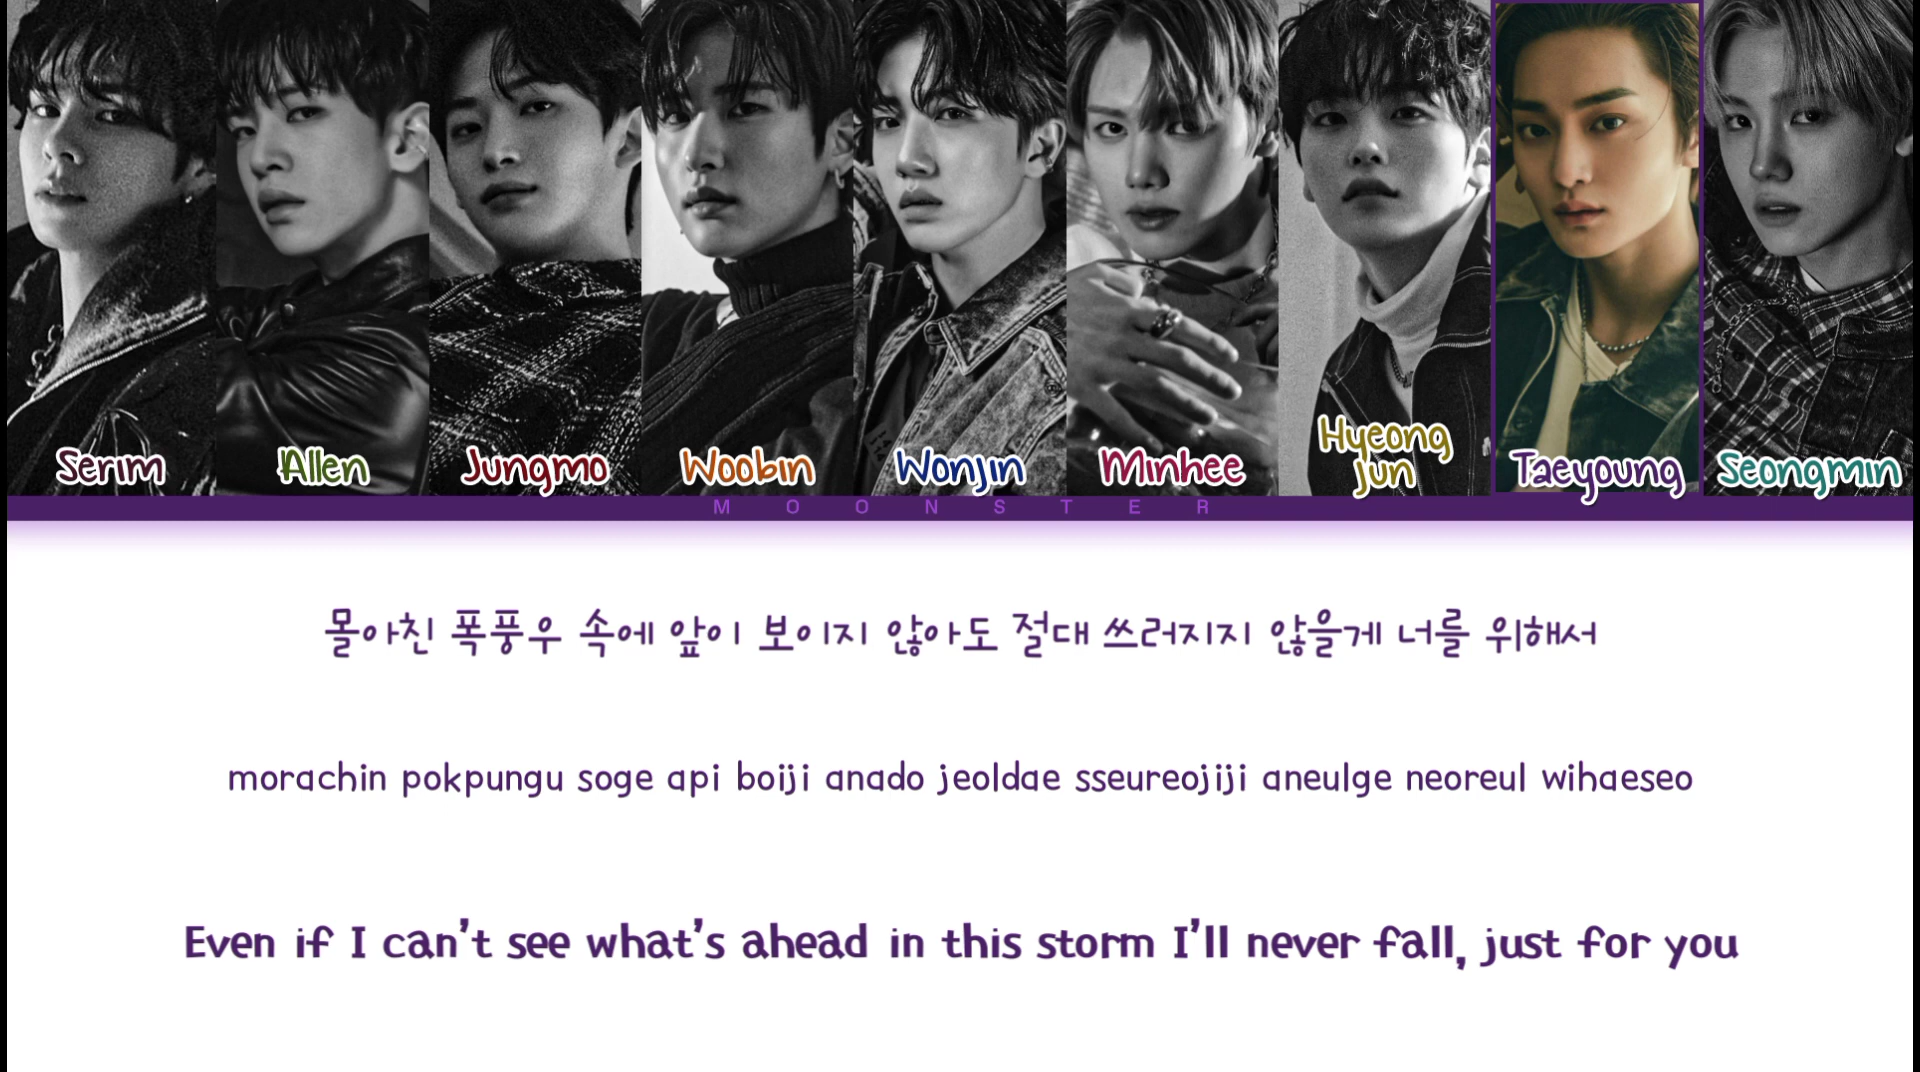 Serim Allen Jungmo Woobin Wonjin Minhee Hyeong jun Taeyoung Seongmin
MOONSTER
몰아친 폭풍우 속에 앞이 보이지 않아도 절대 쓰러지지 않을게 너를 위해서
morachin pokpungu soge api boiji anado jeoldae sseureojiji aneulge neoreul wihaeseo
Even if I can't see what's ahead in this storm I'll never fall, just for you